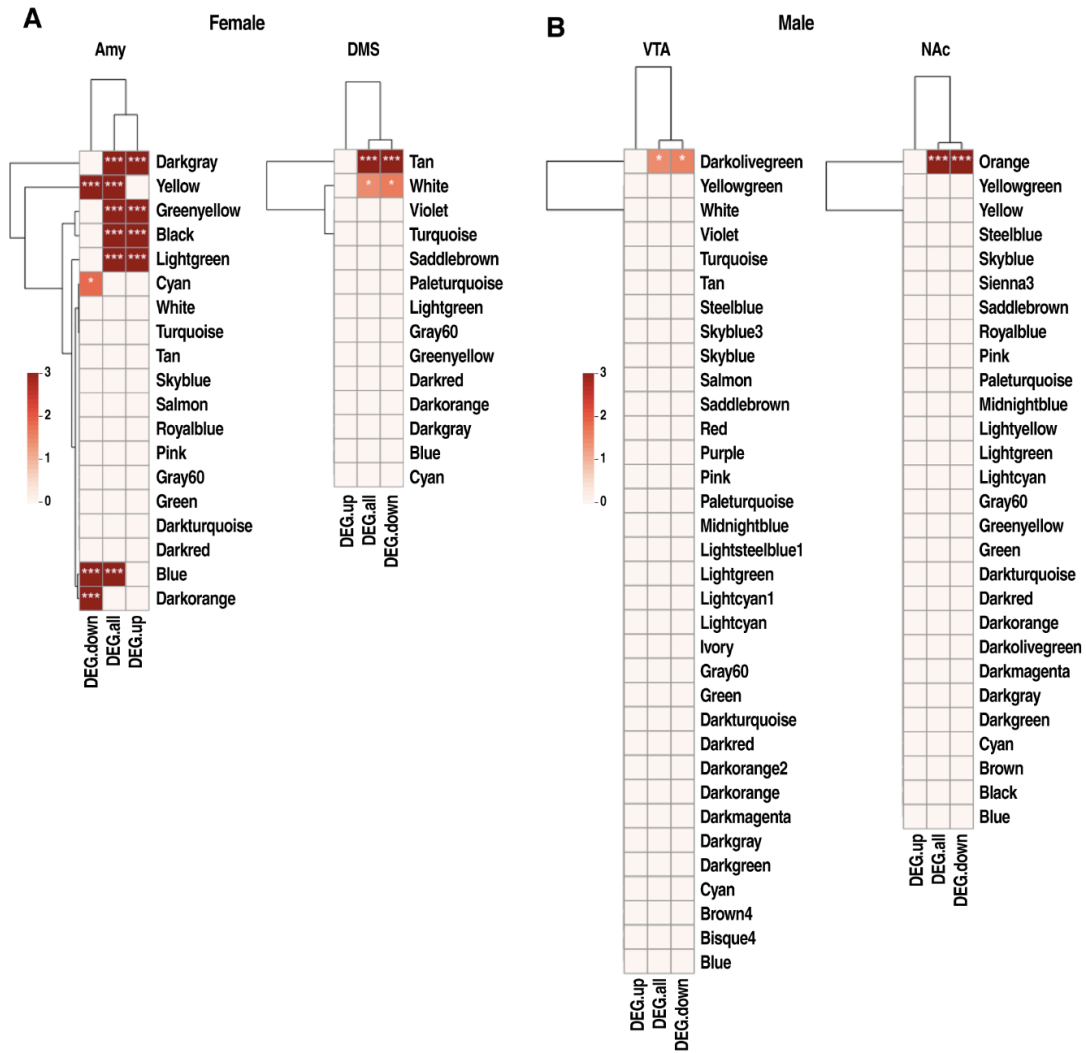 A
Female
Amy
*** ***
Darkgray
*** ***
Yellow
*** ***
Greenyellow
*** ***
Black
*** ***
Lightgreen
*
Cyan
White
Turquoise
Tan
Skyblue
Salmon
Royalblue
Pink
Gray60
Green
Darkturquoise
Darkred
*** ***
Blue
***
Darkorange
DEG.down
DEG.all
DEG.up
3
2
1
0
DMS
*** ***
Tan
* *
White
Violet
Turquoise
Saddlebrown
Paleturquoise
Lightgreen
Gray60
Greenyellow
Darkred
Darkorange
Darkgray
Blue
Cyan
DEG.up
DEG.all
DEG.down
B
Male
VTA
* *
Darkolivegreen
Yellowgreen
White
Violet
Turquoise
Tan
Steelblue
Skyblue3
Skyblue
Salmon
Saddlebrown
Red
Purple
Pink
Paleturquoise
Midnightblue
Lightsteelblue1
Lightgreen
Lightcyan1
Lightcyan
Ivory
Gray60
Green
Darkturquoise
Darkred
Darkorange2
Darkorange
Darkmagenta
Darkgray
Darkgreen
Cyan
Brown4
Bisque4
Blue
DEG.up
DEG.all
DEG.down
3
2
1
0
NAc
*** ***
Orange
Yellowgreen
Yellow
Steelblue
Skyblue
Sienna3
Saddlebrown
Royalblue
Pink
Paleturquoise
Midnightblue
Lightyellow
Lightgreen
Lightcyan
Gray60
Greenyellow
Green
Darkturquoise
Darkred
Darkorange
Darkolivegreen
Darkmagenta
Darkgray
Darkgreen
Cyan
Brown
Black
Blue
DEG.up
DEG.all
DEG.down